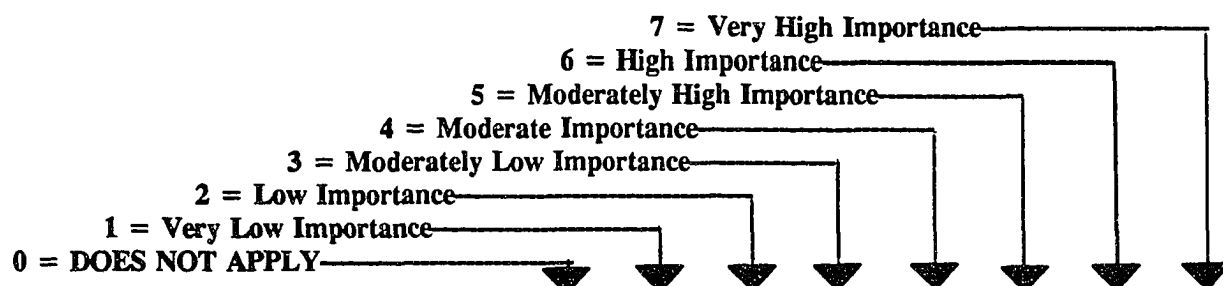 7 = Very High Importance
6 = High Importance
5 = Moderately High Importance
4 = Moderate Importance
3 = Moderately Low Importance
2 = Low Importance
1 = Very Low Importance
0 = DOES NOT APPLY